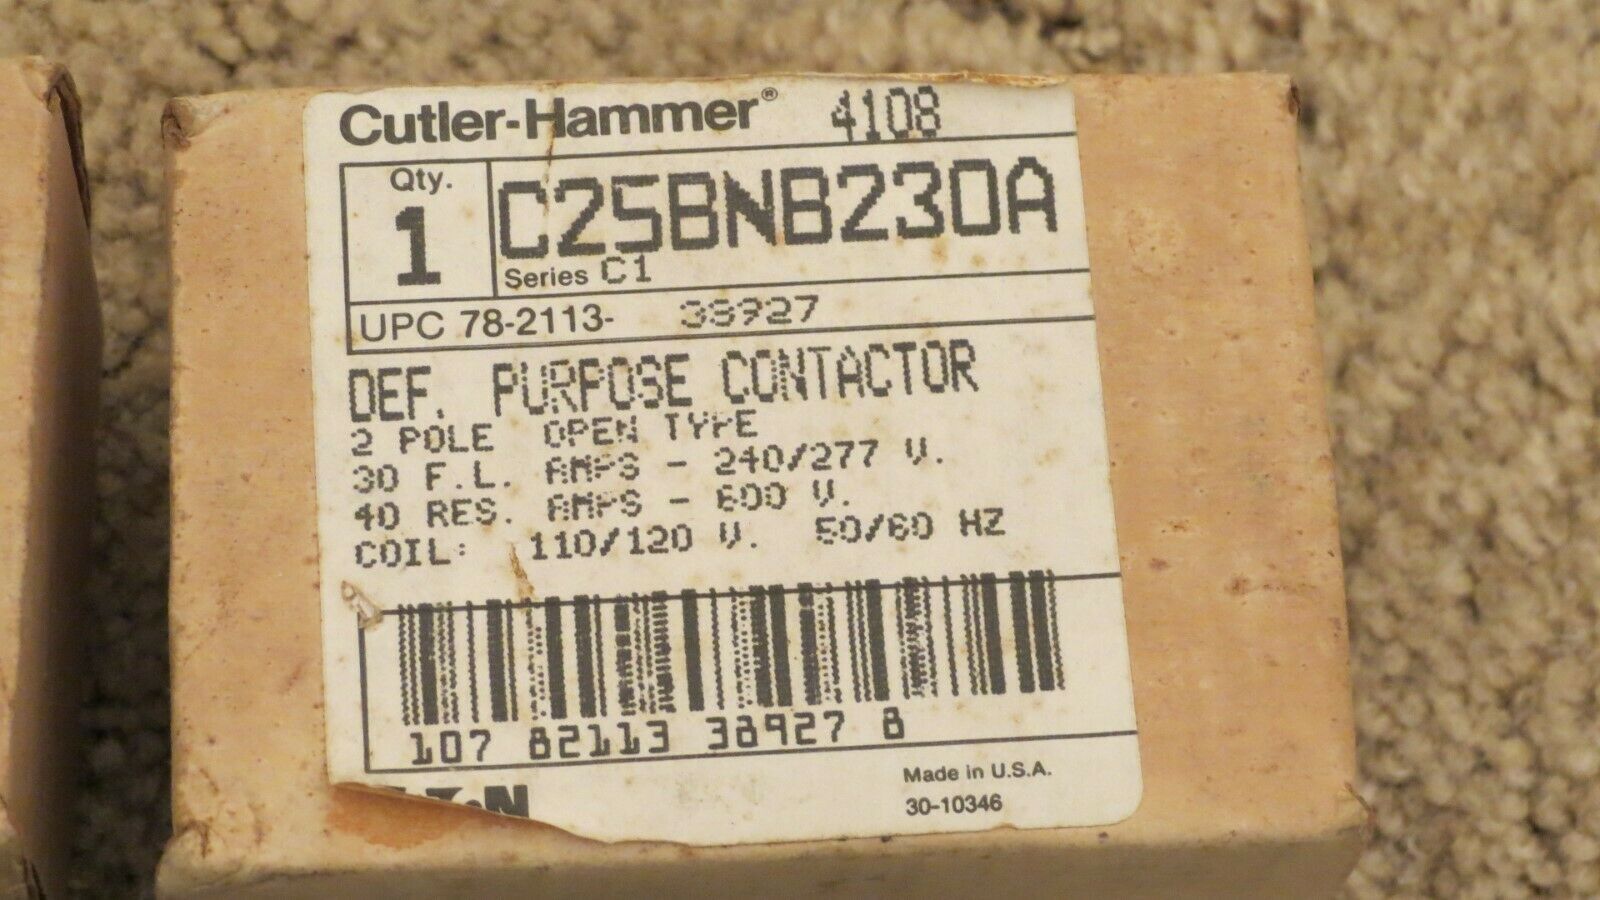 Cutler-Hammer® 4108
Qty.
1
C25BNB230A
Series C1
UPC 78-2113- 38927
DEF. PURPOSE CONTACTOR
2 POLE OPEN TYPE
30 F.L. AMPS - 240/277 V.
40 RES. AMPS - 600 V.
COIL: 110/120 V. 50/60 HZ
107 82113 38927 8
Made in U.S.A.
30-10346